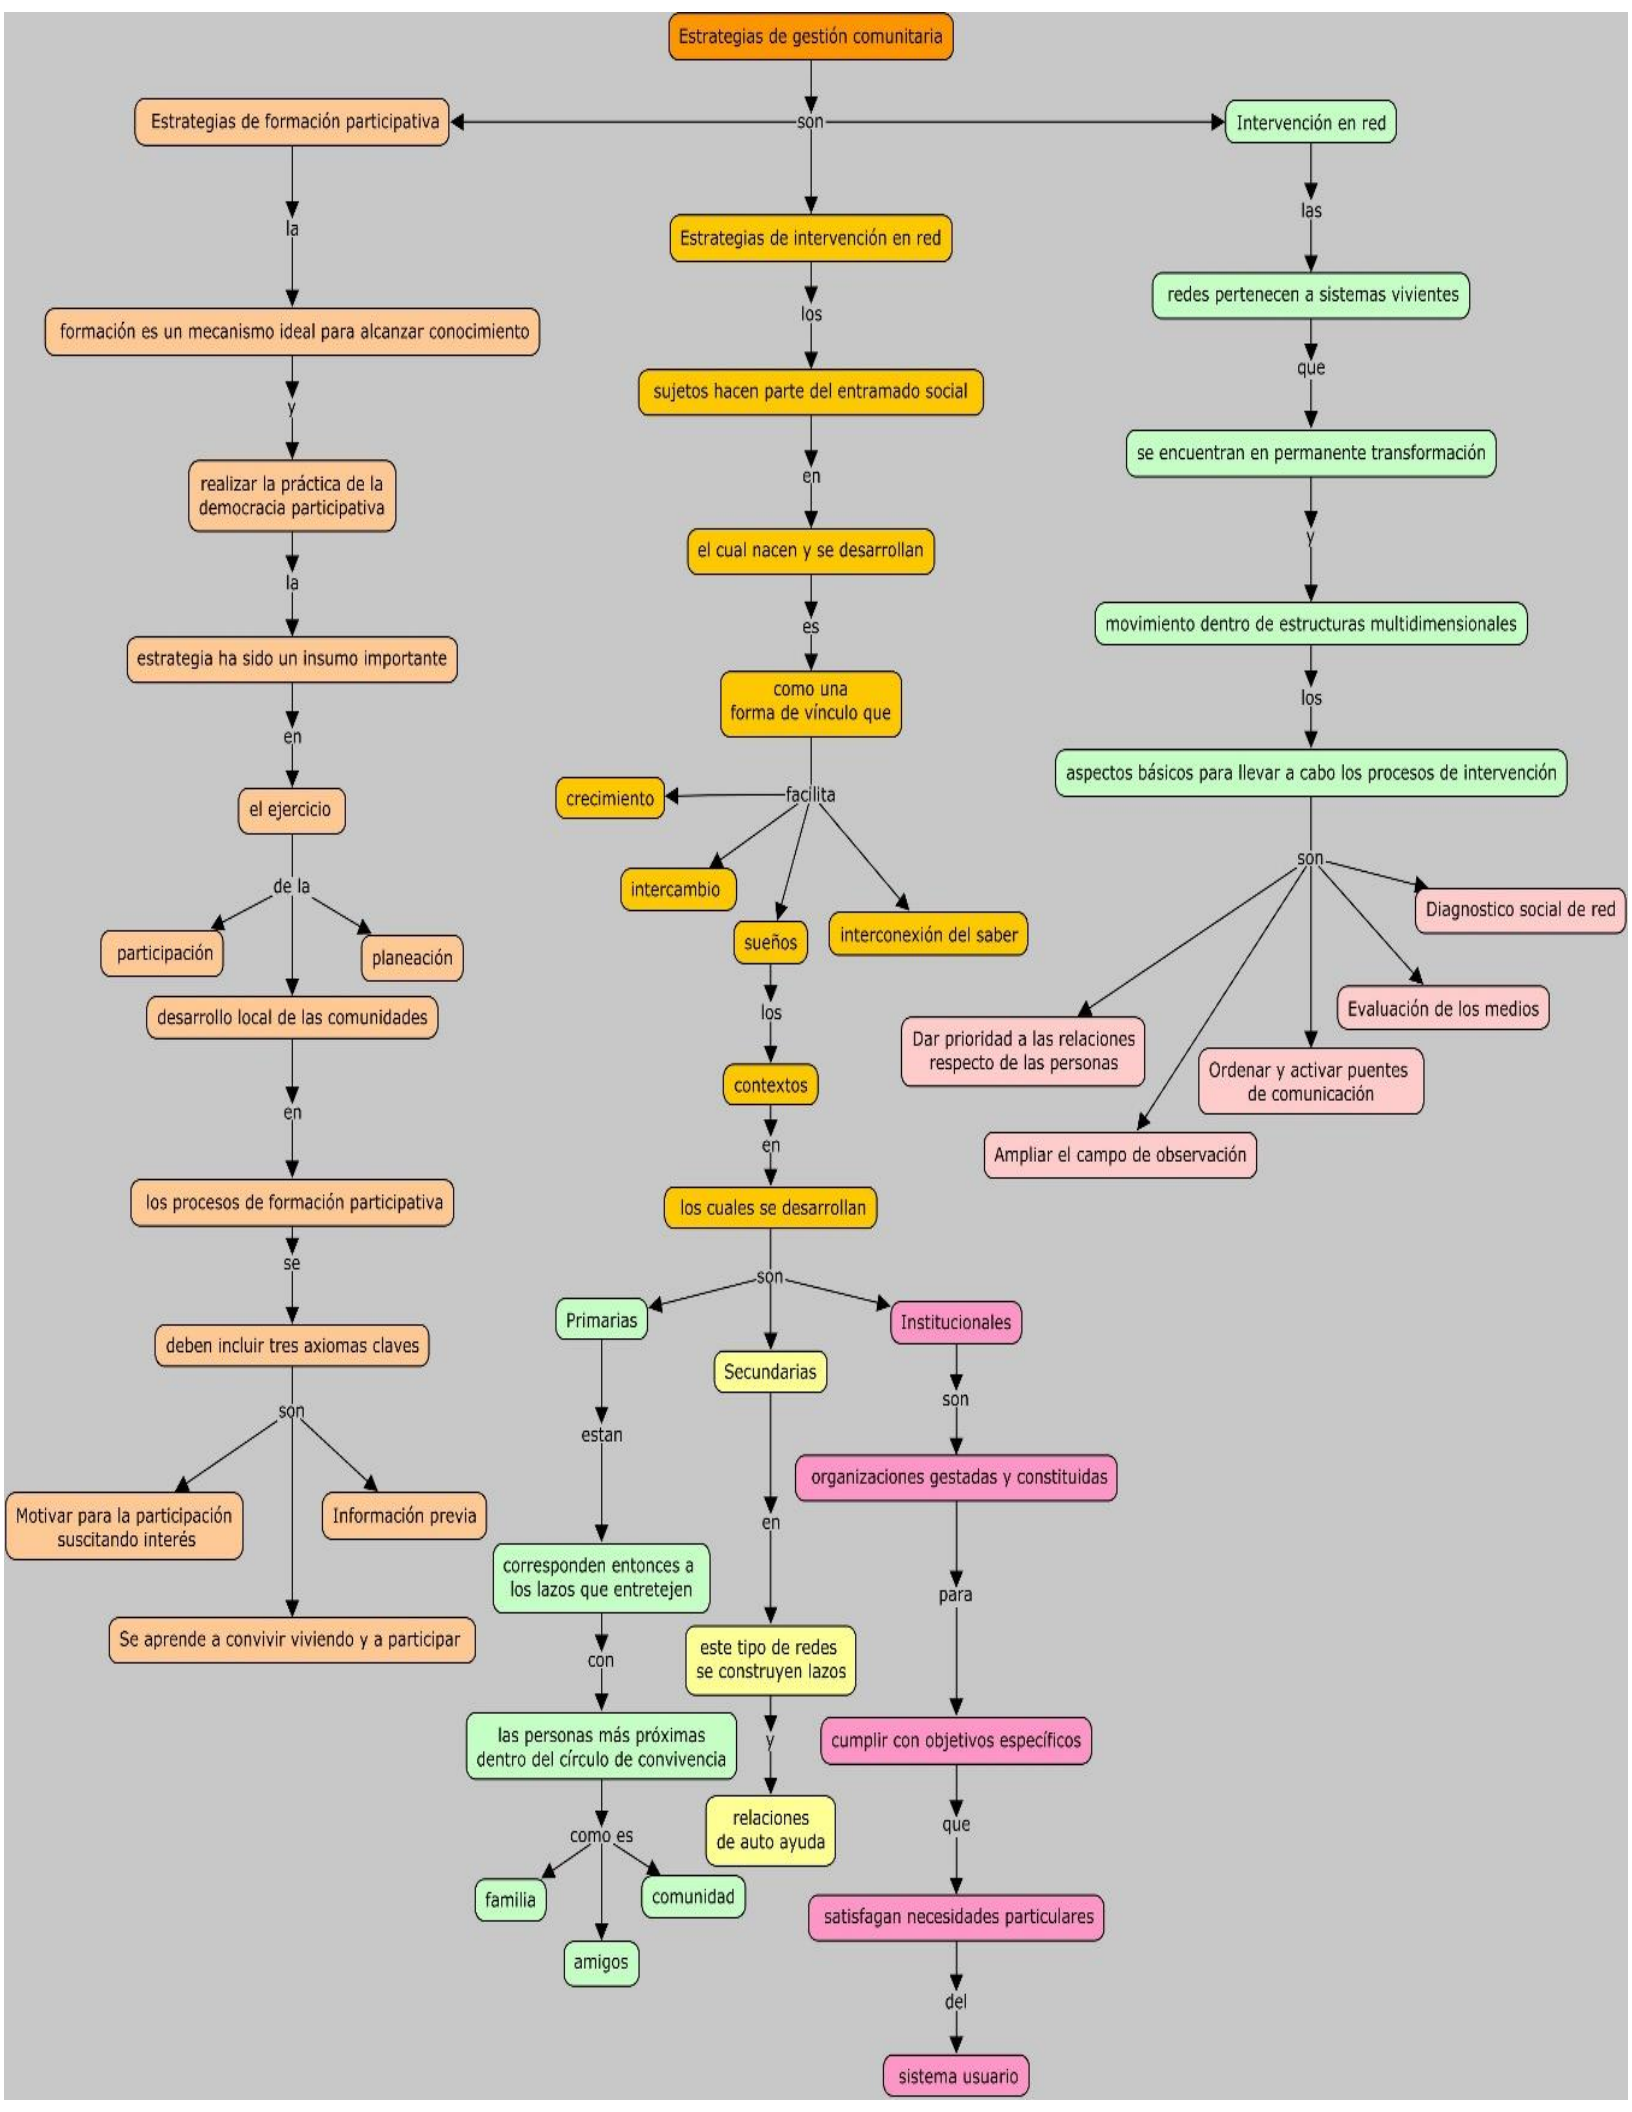 Estrategias de gestión comunitaria
son
Estrategias de formación participativa
la
formación es un mecanismo ideal para alcanzar conocimiento
y
realizar la práctica de la
democracia participativa
la
estrategia ha sido un insumo importante
en
el ejercicio
de la
participación
planeación
desarrollo local de las comunidades
en
los procesos de formación participativa
se
deben incluir tres axiomas claves
son
Motivar para la participación
suscitando interés
Información previa
Se aprende a convivir viviendo y a participar
Estrategias de intervención en red
los
sujetos hacen parte del entramado social
en
el cual nacen y se desarrollan
es
como una
forma de vínculo que
facilita
crecimiento
intercambio
sueños
interconexión del saber
los
contextos
en
los cuales se desarrollan
son
Primarias
estan
corresponden entonces a
los lazos que entretejen
con
las personas más próximas
dentro del círculo de convivencia
como es
familia
amigos
comunidad
Secundarias
en
este tipo de redes
se construyen lazos
y
relaciones
de auto ayuda
Institucionales
son
organizaciones gestadas y constituidas
para
cumplir con objetivos específicos
que
satisfagan necesidades particulares
del
sistema usuario
Intervención en red
las
redes pertenecen a sistemas vivientes
que
se encuentran en permanente transformación
y
movimiento dentro de estructuras multidimensionales
los
aspectos básicos para llevar a cabo los procesos de intervención
son
Diagnostico social de red
Evaluación de los medios
Dar prioridad a las relaciones
respecto de las personas
Ordenar y activar puentes
de comunicación
Ampliar el campo de observación